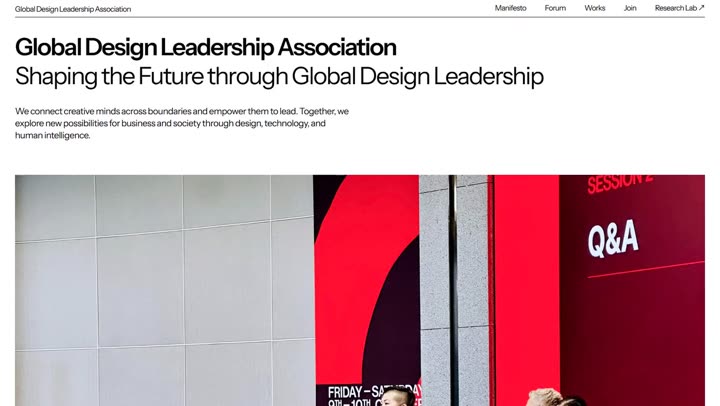 Global Design Leadership Association
Manifesto
Forum
Works
Join
Research Lab ↗
Global Design Leadership Association
Shaping the Future through Global Design Leadership
We connect creative minds across boundaries and empower them to lead. Together, we
explore new possibilities for business and society through design, technology, and
human intelligence.
SESSION 2
Q&A
FRIDAY – SATURDAY
9TH – 10TH